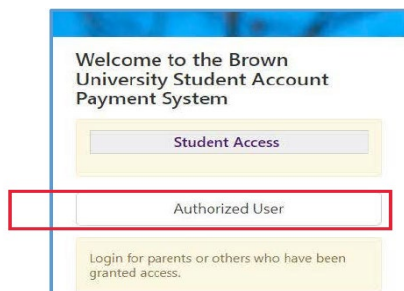 Welcome to the Brown
University Student Account
Payment System
Student Access
Authorized User
Login for parents or others who have been
granted access.